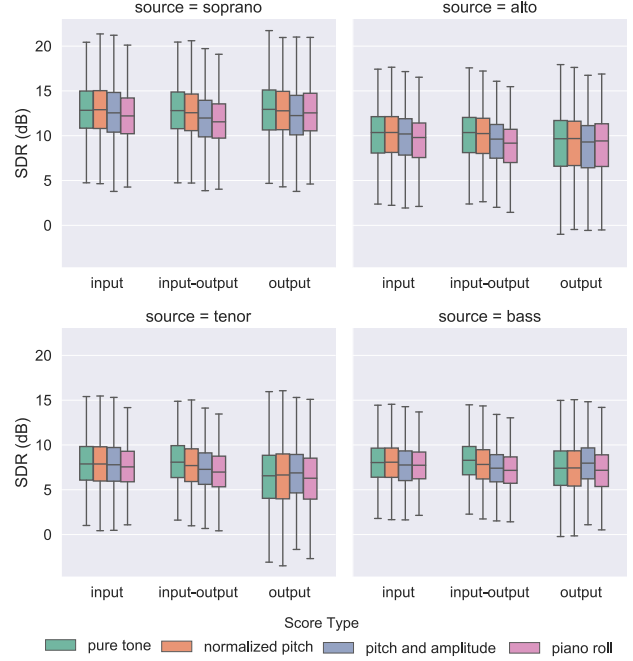 source = soprano
source = alto
20
15
10
5
0
SDR (dB)
input
input-output
output
input
input-output
output
source = tenor
source = bass
20
15
10
5
0
SDR (dB)
input
input-output
output
input
input-output
output
Score Type
pure tone
normalized pitch
pitch and amplitude
piano roll